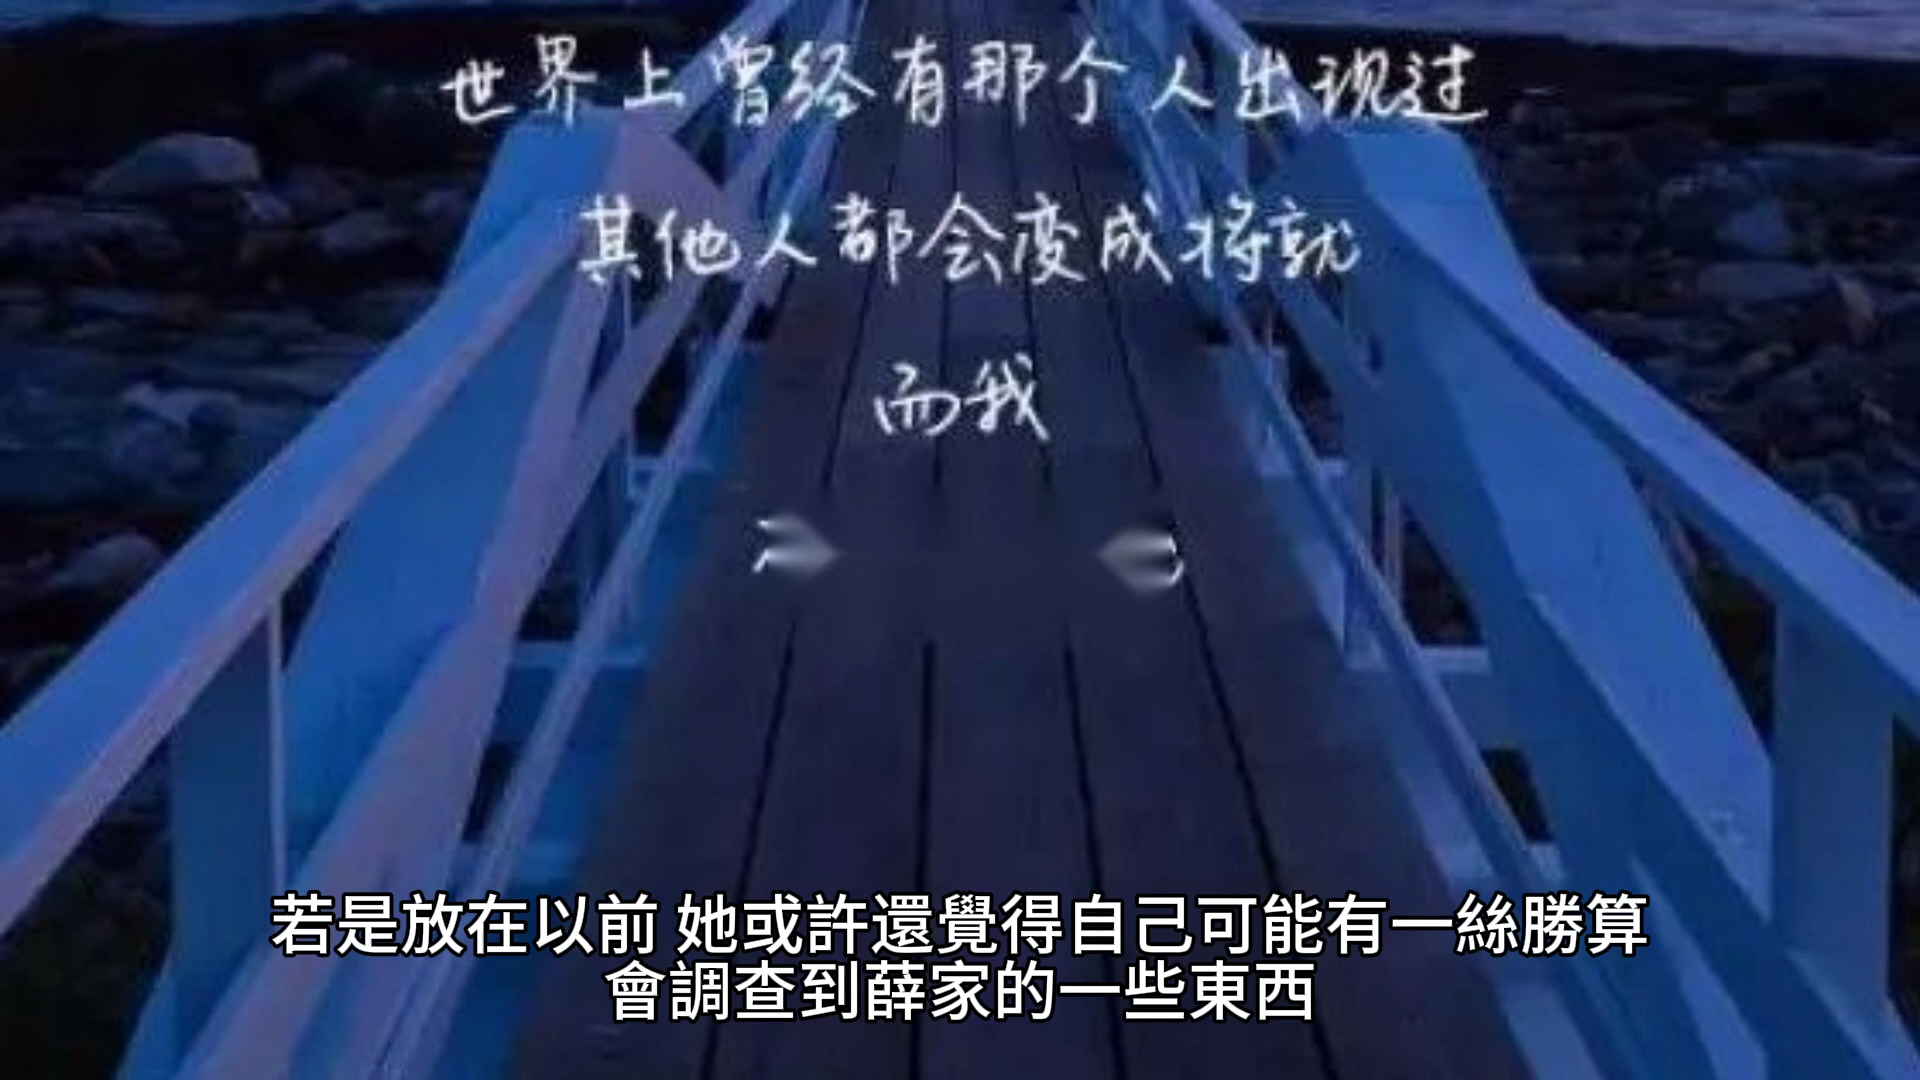 世界上曾经有那个人出现过
其他人都会变成将就
而我
若是放在以前 她或許還覺得自己可能有一絲勝算
會調查到薛家的一些東西